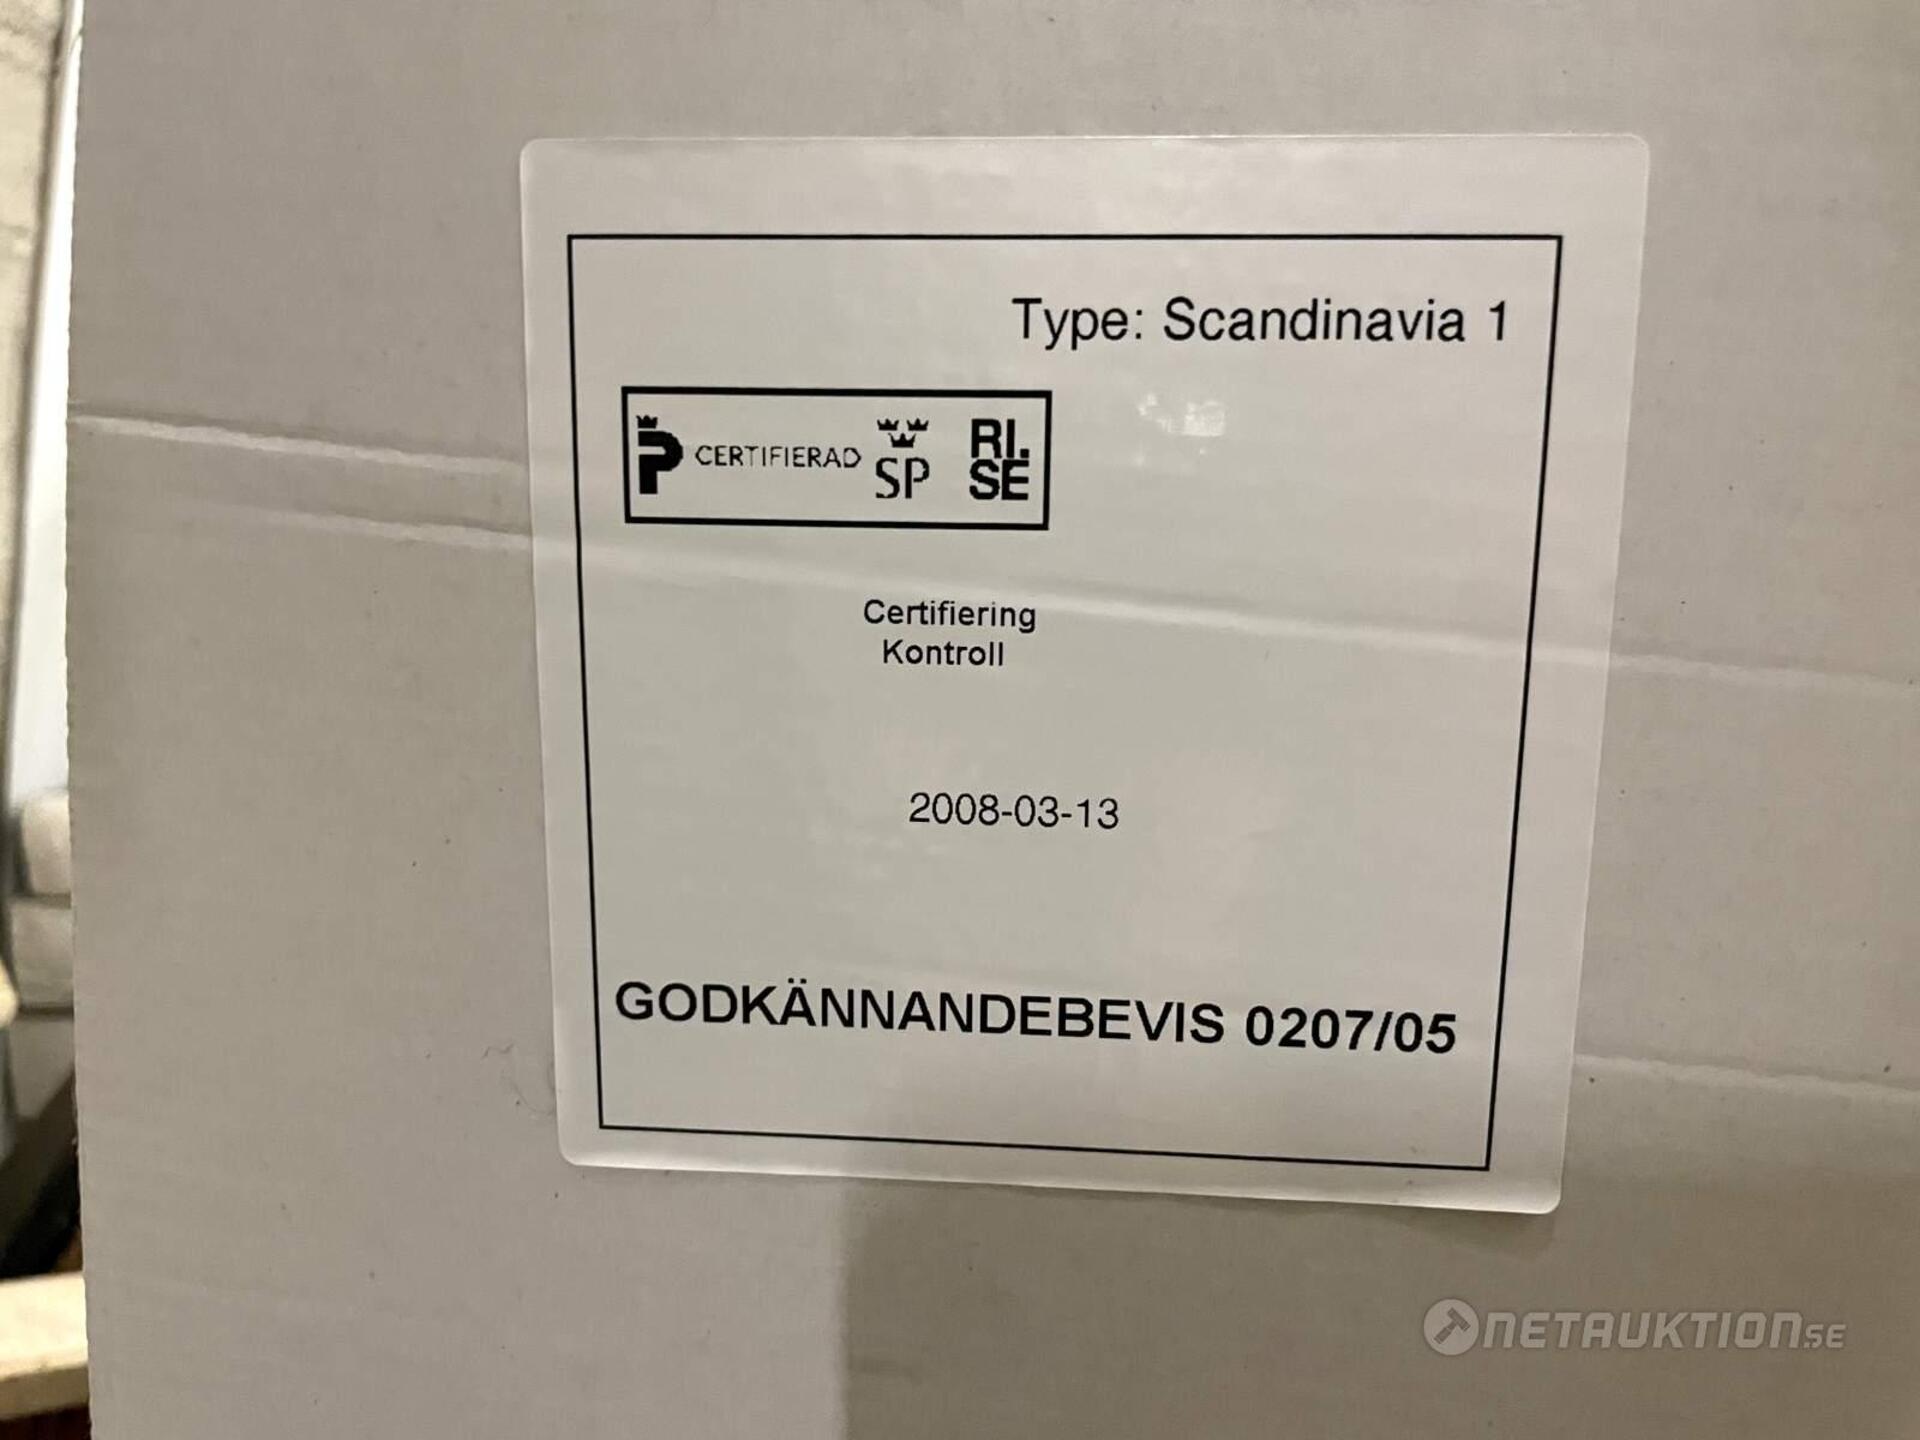 Type: Scandinavia 1
P CERTIFIERAD SP RI.
SE
Certifiering
Kontroll
2008-03-13
GODKÄNNANDEBEVIS 0207/05
NETAUKTION.SE